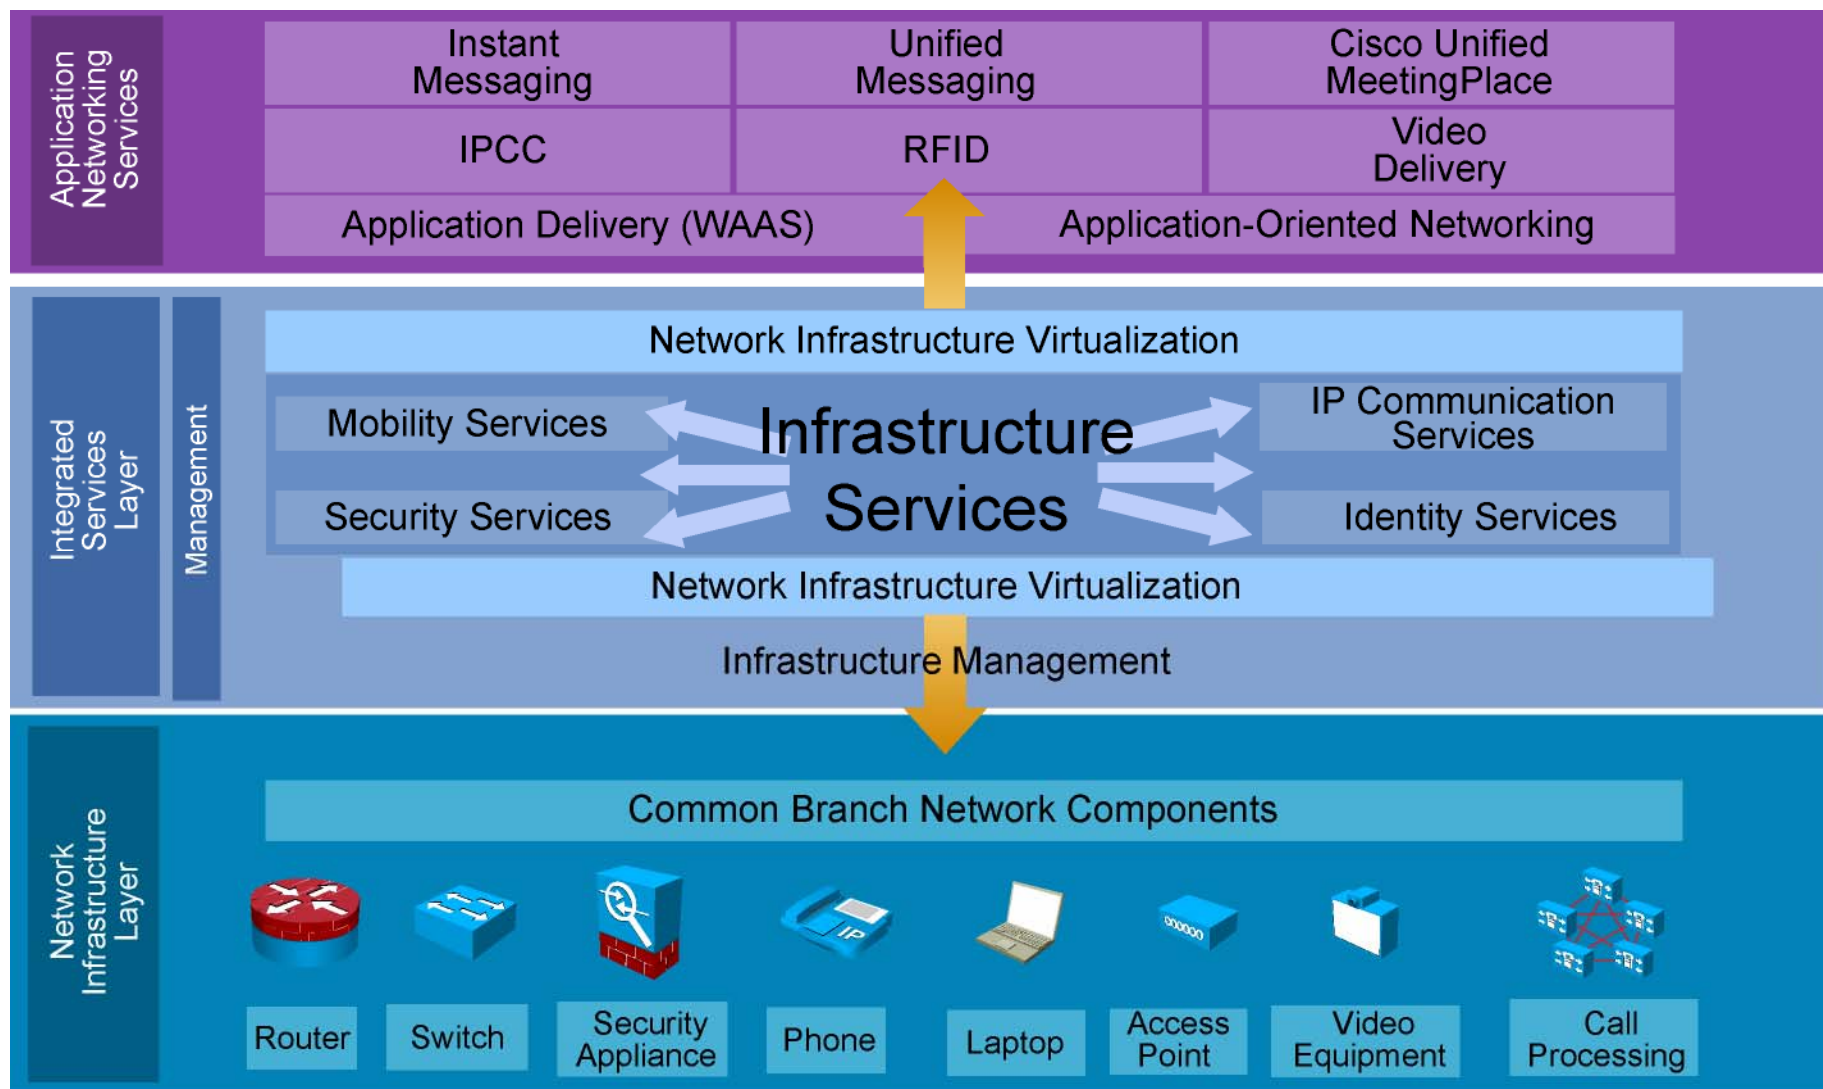 Application
Networking
Services
Instant
Messaging
Unified
Messaging
Cisco Unified
MeetingPlace
IPCC
RFID
Video
Delivery
Application Delivery (WAAS)
Application-Oriented Networking
Integrated
Services
Layer
Management
Network Infrastructure Virtualization
Mobility Services
Security Services
Infrastructure
Services
IP Communication
Services
Identity Services
Network Infrastructure Virtualization
Infrastructure Management
Network
Infrastructure
Layer
Common Branch Network Components
IP
Router
Switch
Security
Appliance
Phone
Laptop
Access
Point
Video
Equipment
Call
Processing